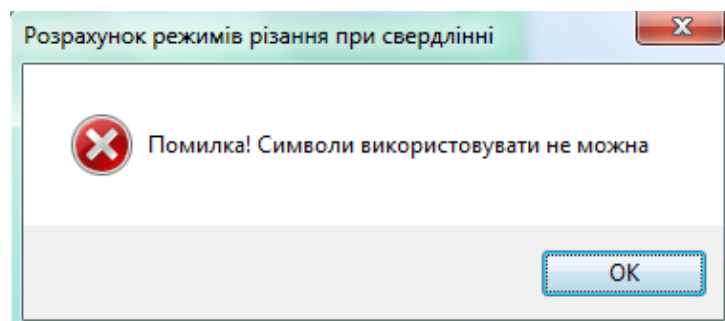 Розрахунок режимів різання при свердлінні
Помилка! Символи використовувати не можна
OK